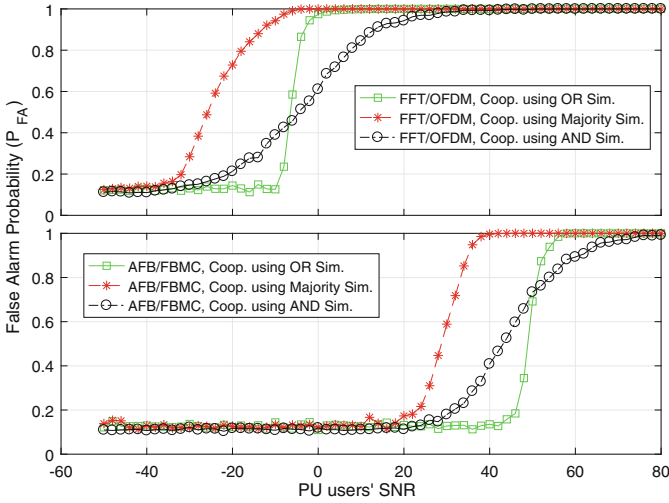 False Alarm Probability (P_FA)
1
0.8
0.6
0.4
0.2
0
FFT/OFDM, Coop. using OR Sim.
FFT/OFDM, Coop. using Majority Sim.
FFT/OFDM, Coop. using AND Sim.
1
0.8
0.6
0.4
0.2
0
AFB/FBMC, Coop. using OR Sim.
AFB/FBMC, Coop. using Majority Sim.
AFB/FBMC, Coop. using AND Sim.
-60 -40 -20 0 20 40 60 80
PU users' SNR